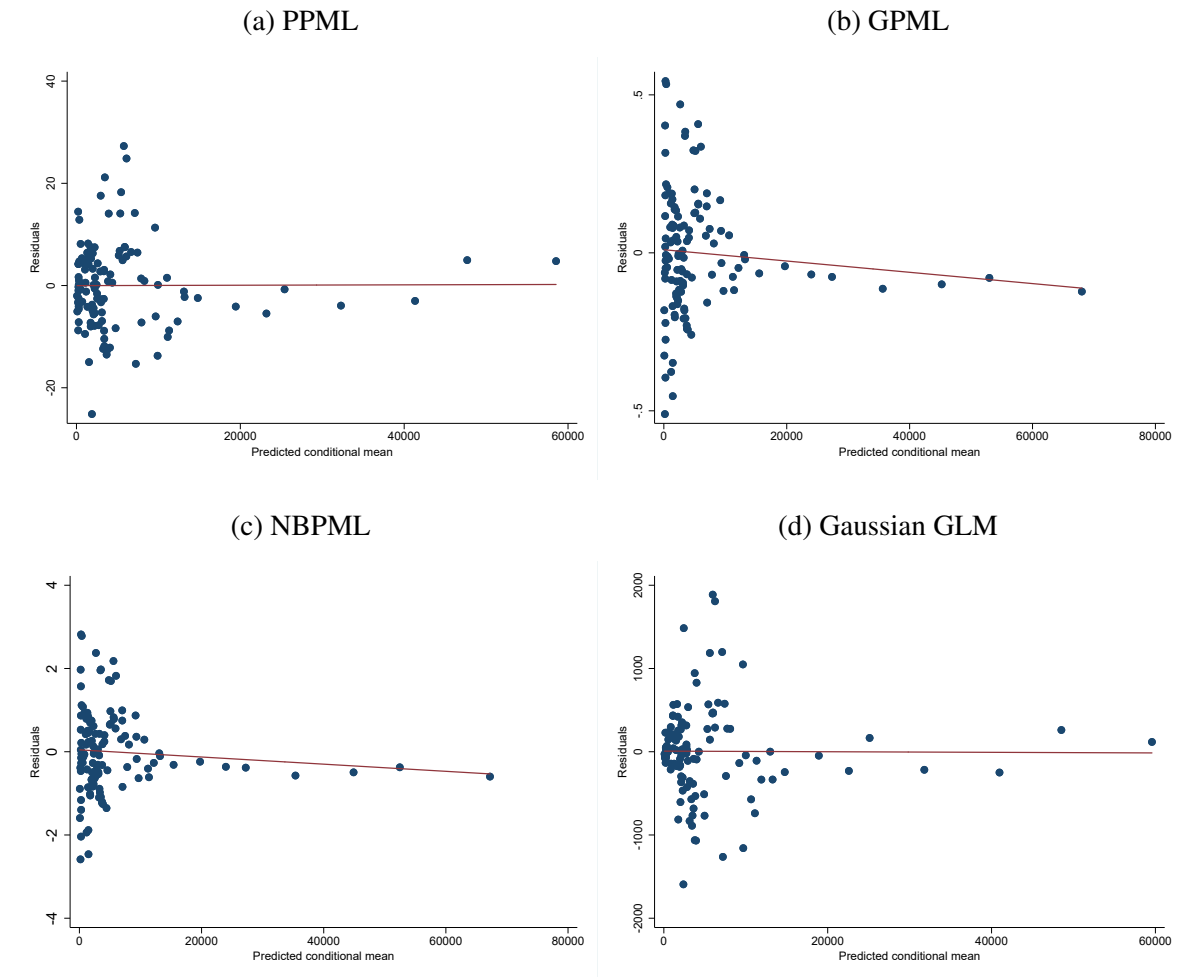 (a) PPML
(b) GPML
40
20
0
-20
Residuals
0
20000
40000
60000
Predicted conditional mean
.5
0
-.5
Residuals
0
20000
40000
60000
80000
Predicted conditional mean
(c) NBPML
(d) Gaussian GLM
4
2
0
-2
-4
Residuals
0
20000
40000
60000
80000
Predicted conditional mean
2000
1000
0
-1000
-2000
Residuals
0
20000
40000
60000
Predicted conditional mean